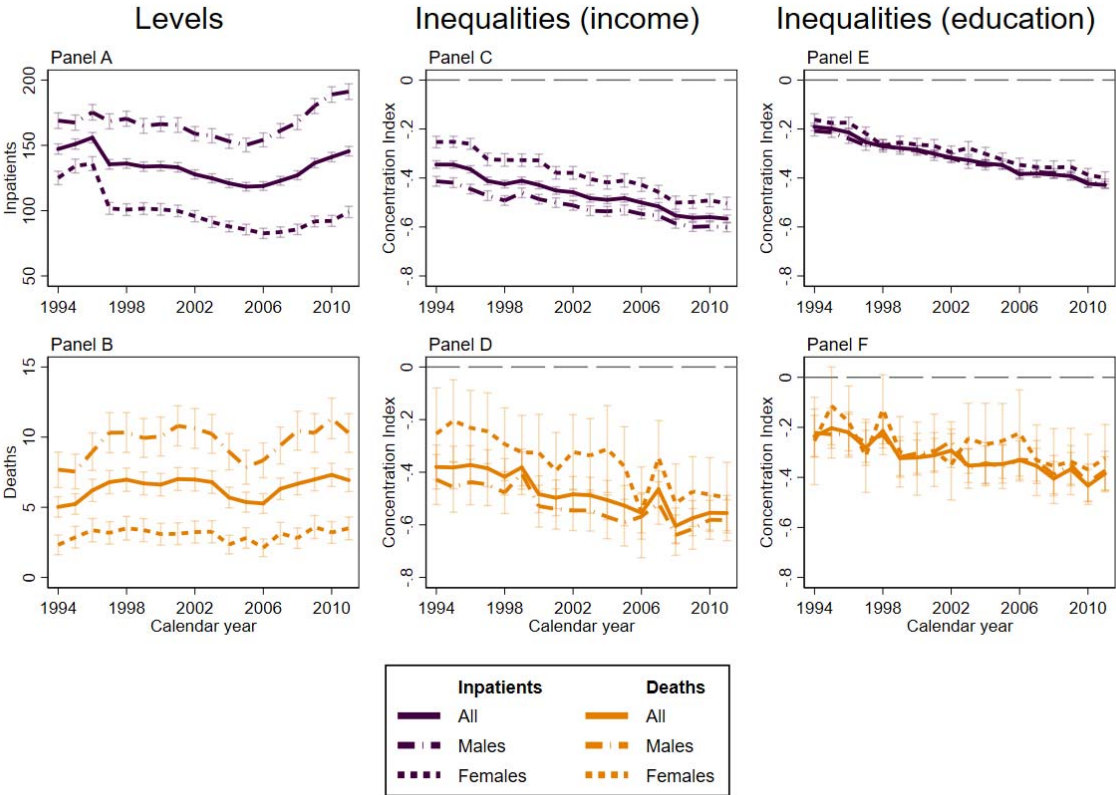 Levels
Inequalities (income)
Inequalities (education)
Panel A
Inpatients
200
150
100
50
1994 1998 2002 2006 2010
Panel C
Concentration Index
0
-.2
-.4
-.6
-.8
1994 1998 2002 2006 2010
Panel E
Concentration Index
0
-.2
-.4
-.6
-.8
1994 1998 2002 2006 2010
Panel B
Deaths
15
10
5
0
1994 1998 2002 2006 2010
Calendar year
Panel D
Concentration Index
0
-.2
-.4
-.6
-.8
1994 1998 2002 2006 2010
Calendar year
Panel F
Concentration Index
0
-.2
-.4
-.6
-.8
1994 1998 2002 2006 2010
Calendar year
Inpatients Deaths
All All
Males Males
Females Females